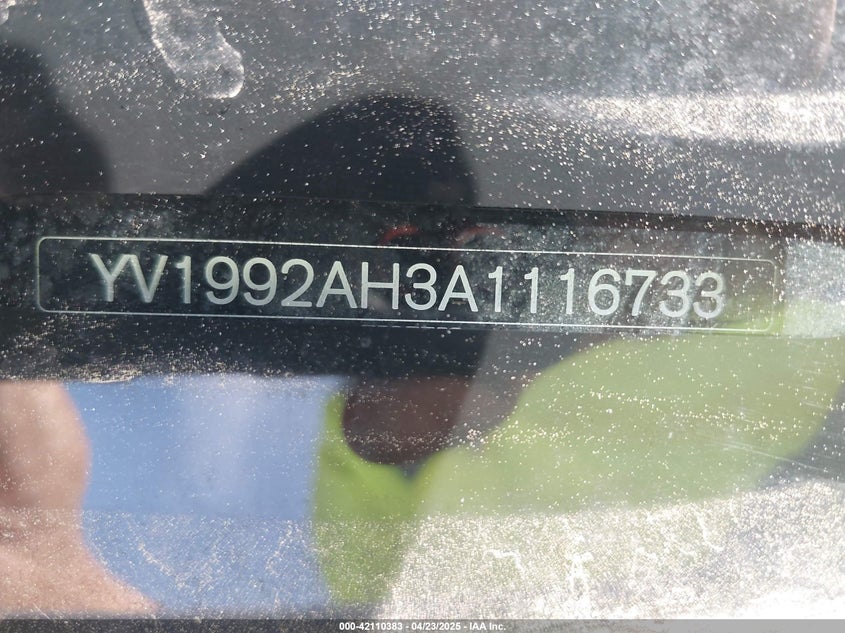 YV1992AH3A1116733
000-42110383 - 04/23/2025 - IAA Inc.